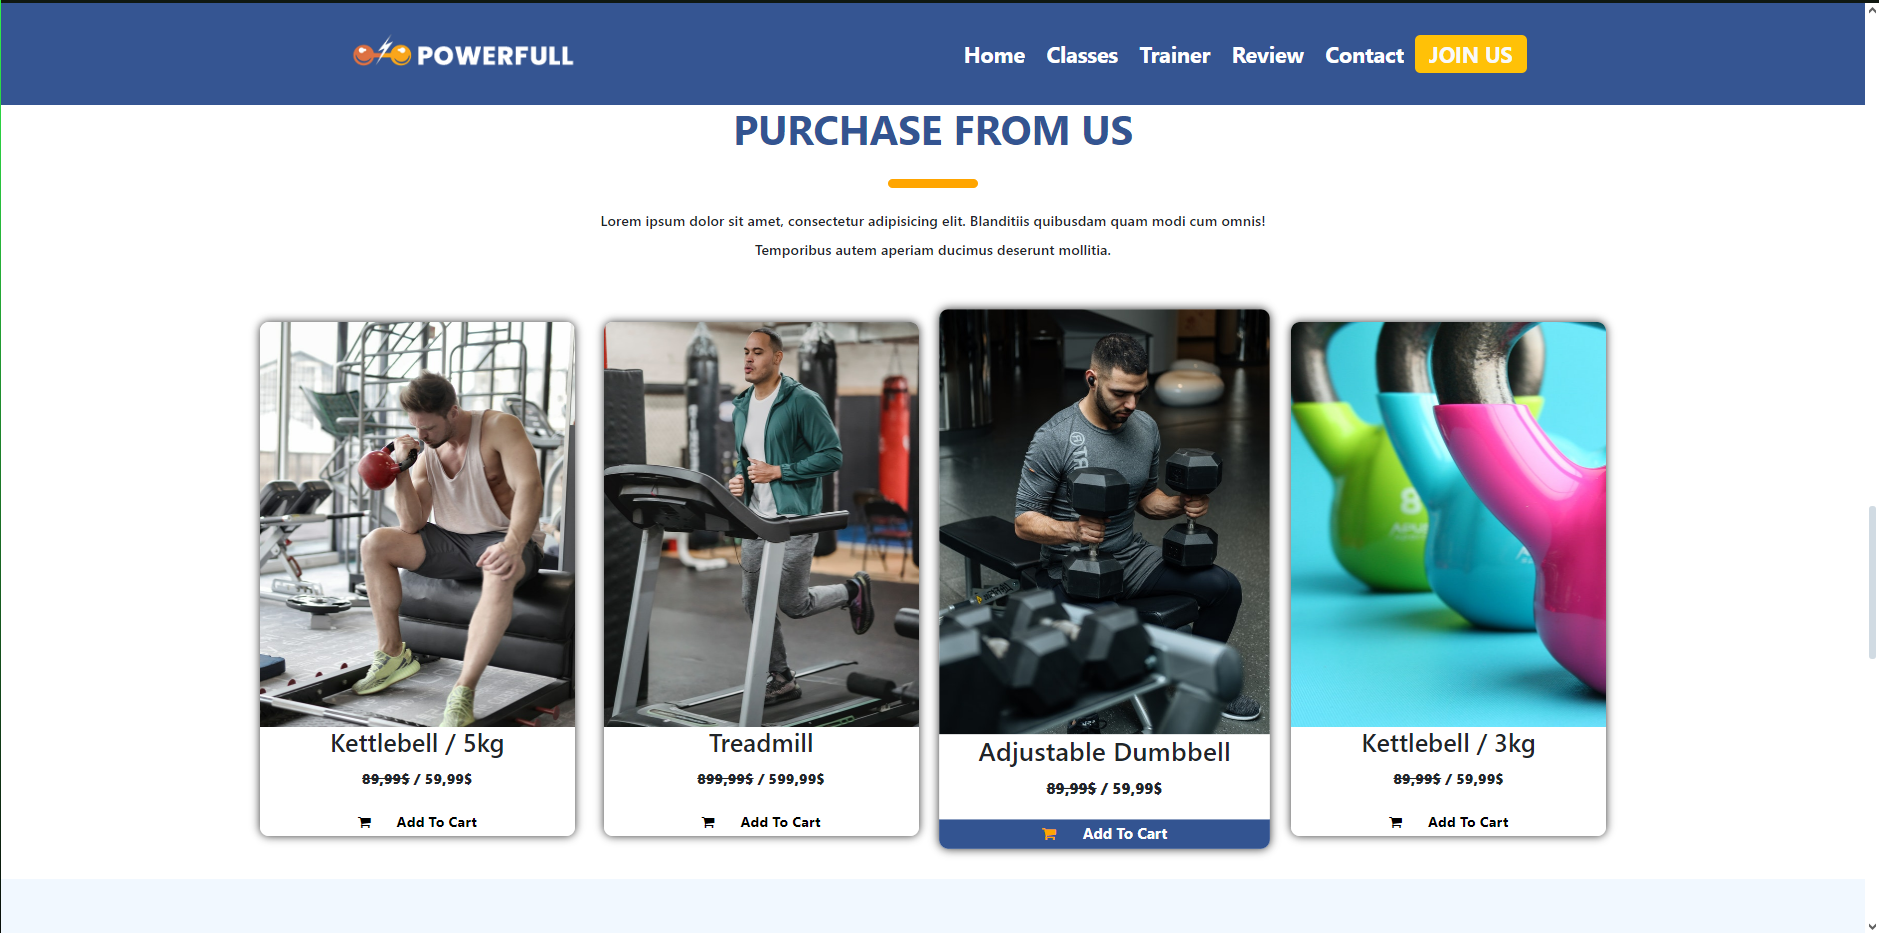 POWERFULL
Home Classes Trainer Review Contact JOIN US
PURCHASE FROM US
Lorem ipsum dolor sit amet, consectetur adipisicing elit. Blanditiis quibusdam quam modi cum omnis!
Temporibus autem aperiam ducimus deserunt mollitia.
8
Kettlebell / 5kg
89,99$ / 59,99$
Add To Cart
Treadmill
899,99$ / 599,99$
Add To Cart
Adjustable Dumbbell
89,99$ / 59,99$
Add To Cart
Kettlebell / 3kg
89,99$ / 59,99$
Add To Cart